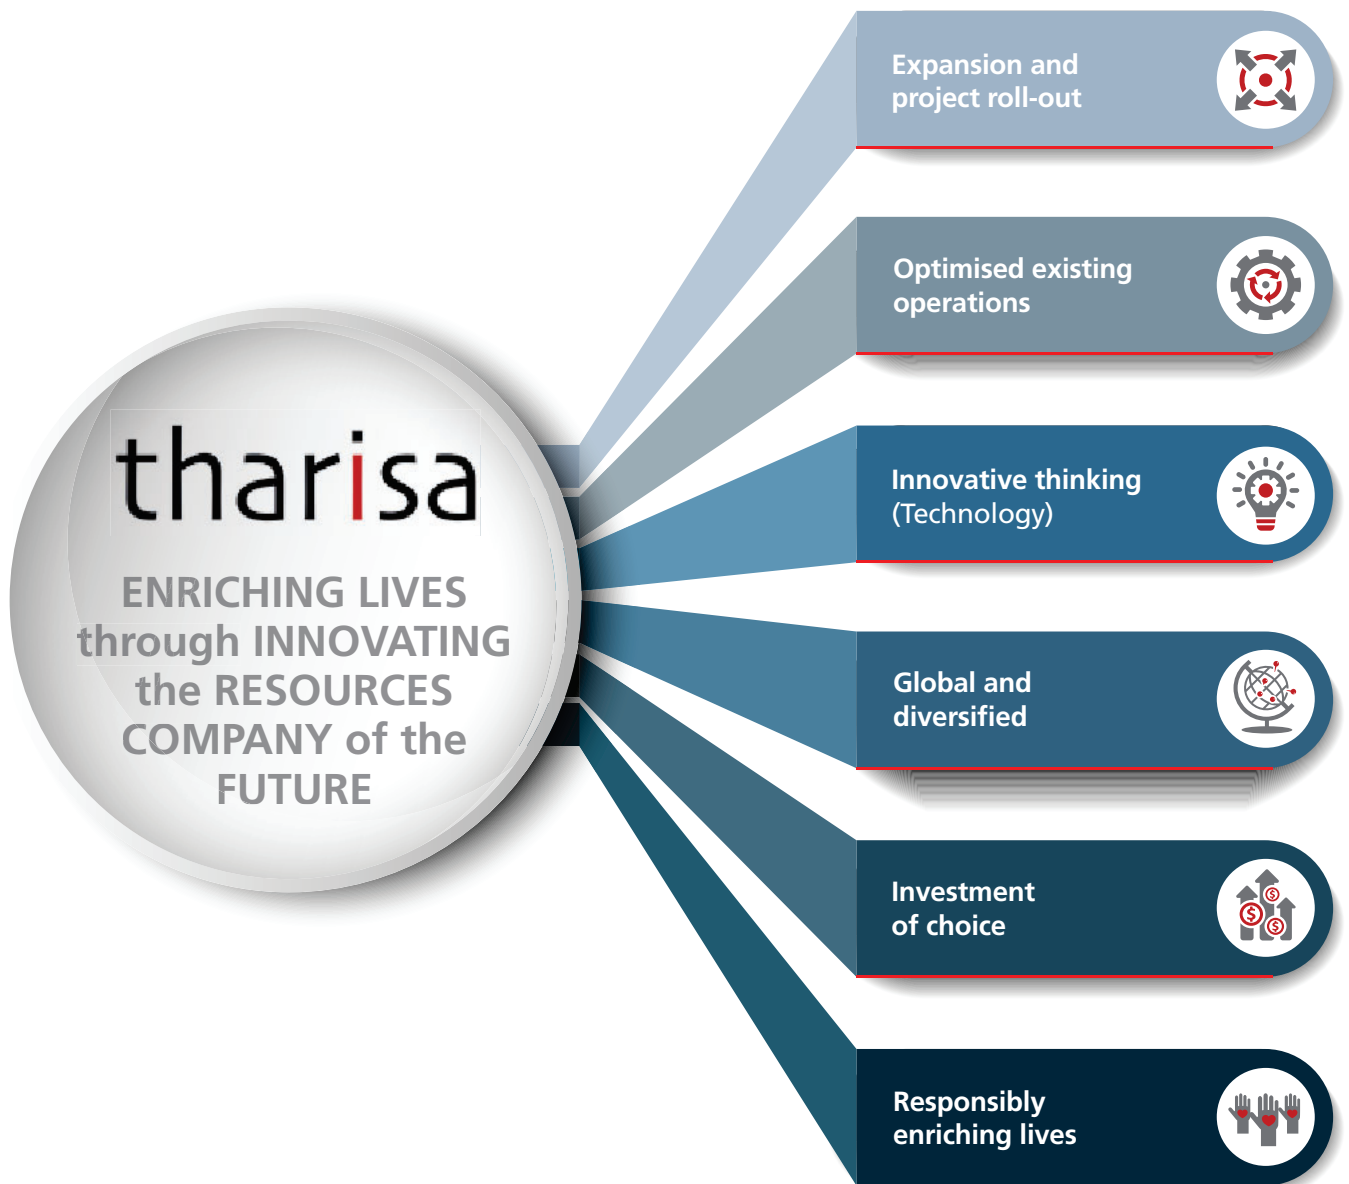 tharisa
ENRICHING LIVES
through INNOVATING
the RESOURCES
COMPANY of the
FUTURE
Expansion and
project roll-out
Optimised existing
operations
Innovative thinking
(Technology)
Global and
diversified
Investment
of choice
$
$
$
Responsibly
enriching lives